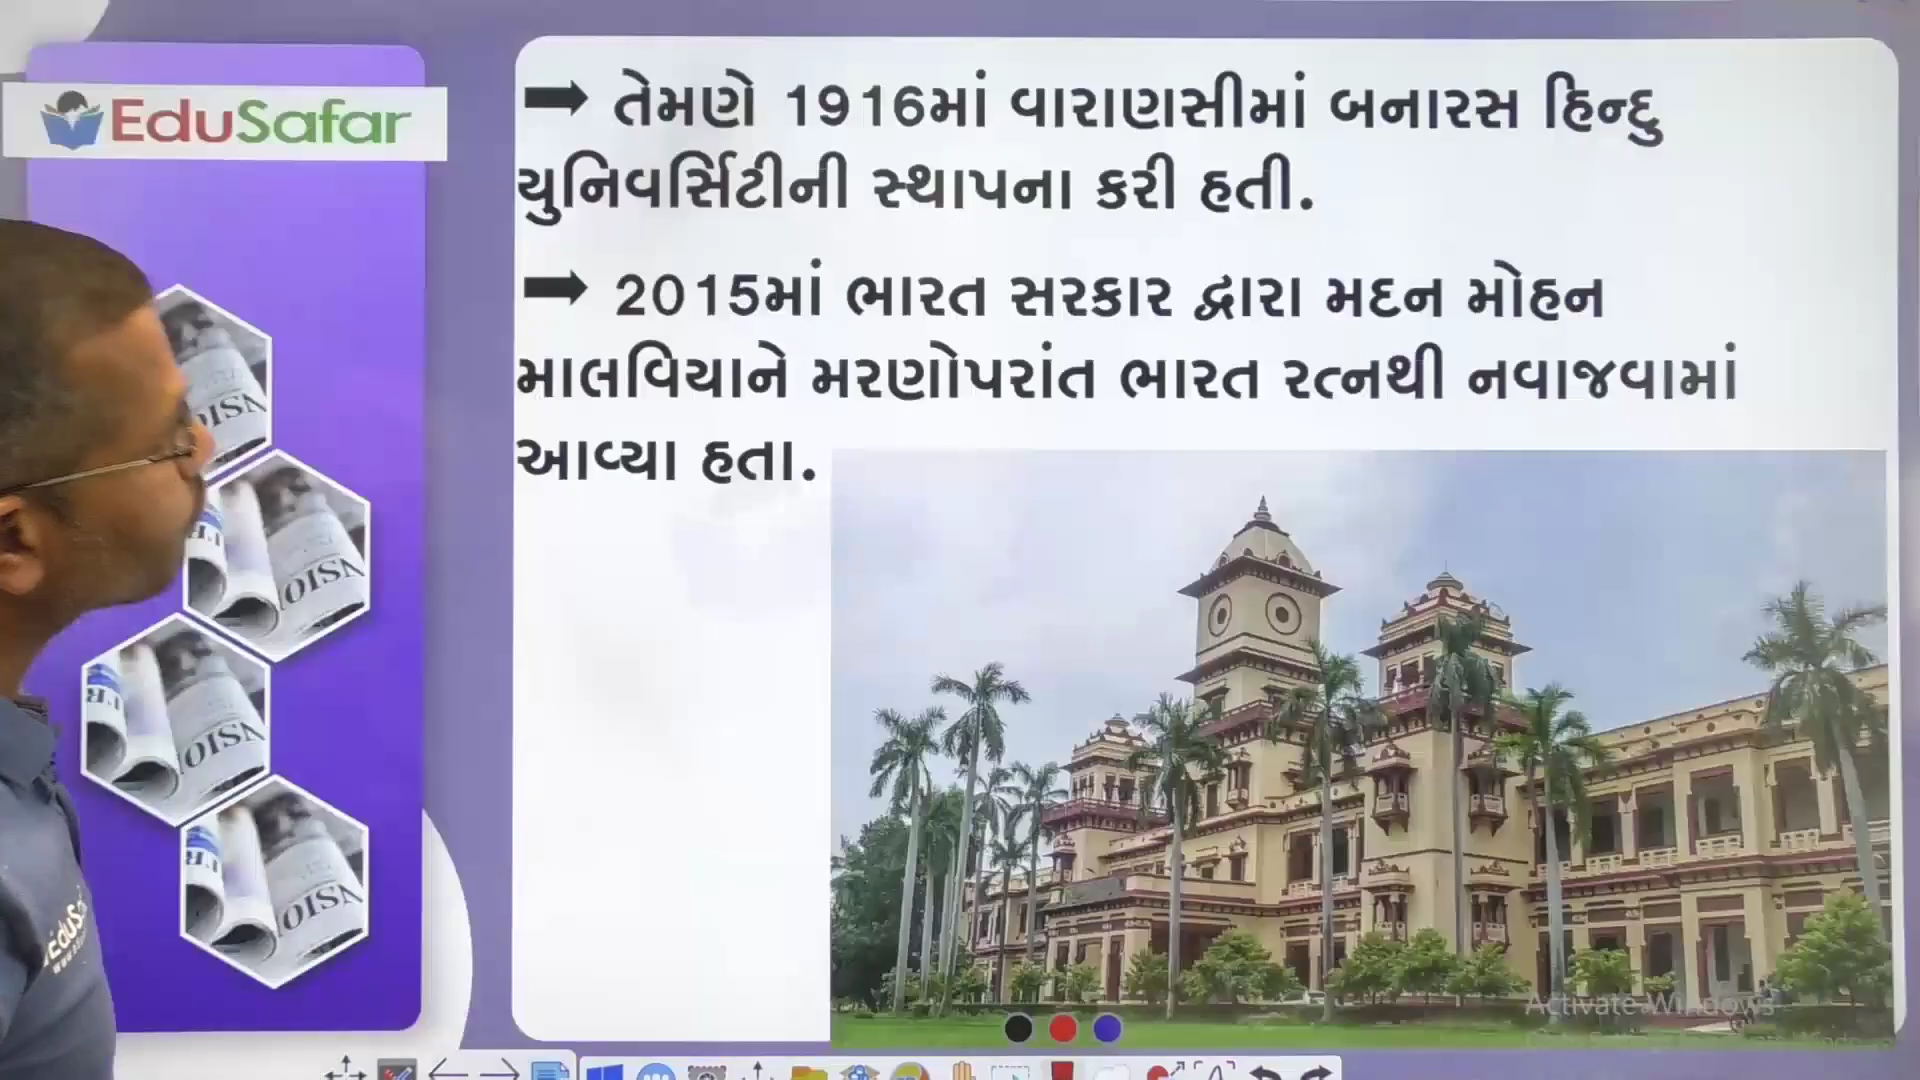 EduSafar
➡ તેમણે 1916માં વારાણસીમાં બનારસ હિન્દુ
યુનિવર્સિટીની સ્થાપના કરી હતી.
➡ 2015માં ભારત સરકાર દ્વારા મદન મોહન
માલવિયાને મરણોપરાંત ભારત રત્નથી નવાજવામાં
આવ્યા હતા.
Activate Windows